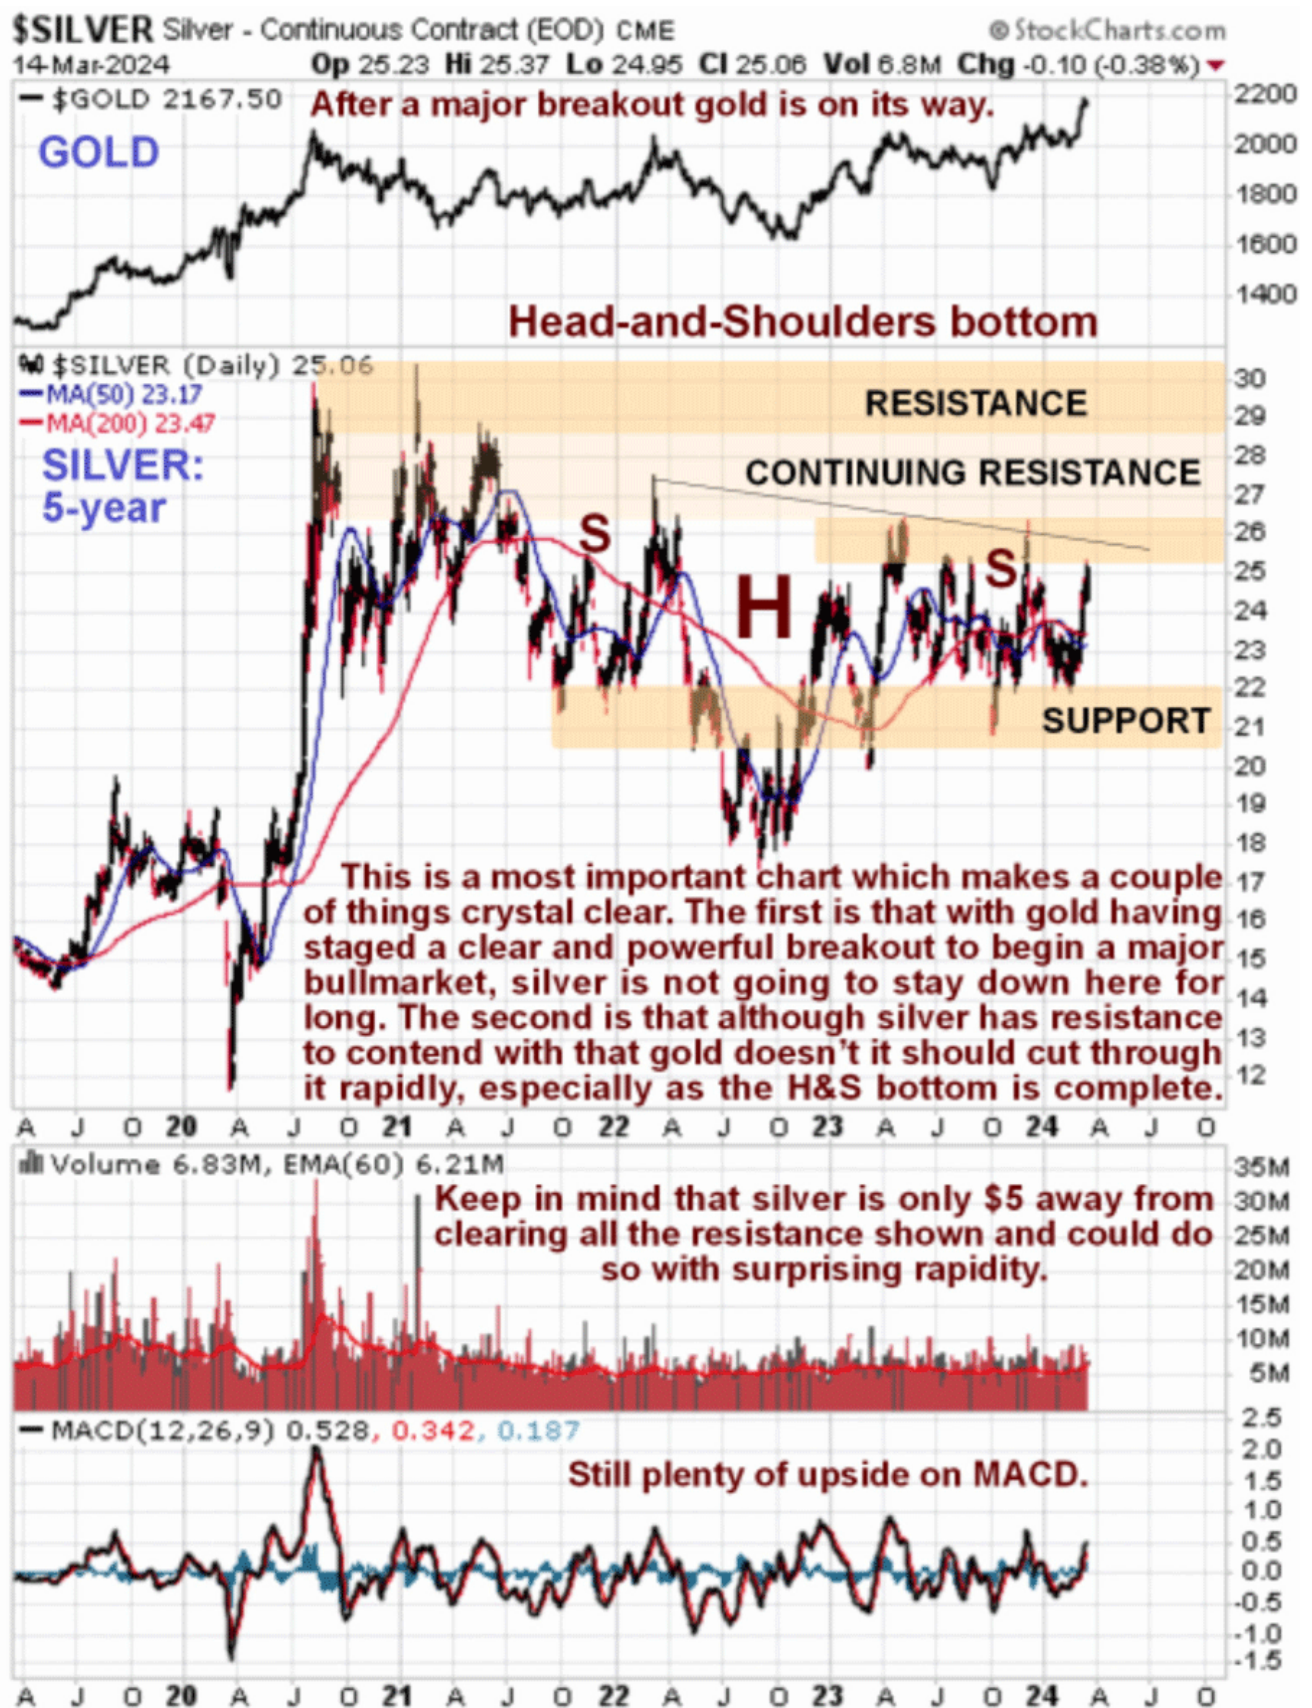 $SILVER Silver - Continuous Contract (EOD) CME © StockCharts.com
14-Mar-2024 Op 25.23 Hi 25.37 Lo 24.95 Cl 25.06 Vol 6.8M Chg -0.10 (-0.38%)
$GOLD 2167.50
After a major breakout gold is on its way.
GOLD
2200
2000
1800
1600
1400
Head-and-Shoulders bottom
$SILVER (Daily) 25.06
MA(50) 23.17
MA(200) 23.47
SILVER:
5-year
RESISTANCE
CONTINUING RESISTANCE
S
H
S
SUPPORT
30
29
28
27
26
25
24
23
22
21
20
19
18
17
16
15
14
13
12
This is a most important chart which makes a couple
of things crystal clear. The first is that with gold having
staged a clear and powerful breakout to begin a major
bullmarket, silver is not going to stay down here for
long. The second is that although silver has resistance
to contend with that gold doesn't it should cut through
it rapidly, especially as the H&S bottom is complete.
A J O 20 A J O 21 A J O 22 A J O 23 A J O 24 A J O
Volume 6.83M, EMA(60) 6.21M
Keep in mind that silver is only $5 away from
clearing all the resistance shown and could do
so with surprising rapidity.
35M
30M
25M
20M
15M
10M
5M
MACD(12,26,9) 0.528, 0.342, 0.187
Still plenty of upside on MACD.
2.5
2.0
1.5
1.0
0.5
0.0
-0.5
-1.0
-1.5
A J O 20 A J O 21 A J O 22 A J O 23 A J O 24 A J O